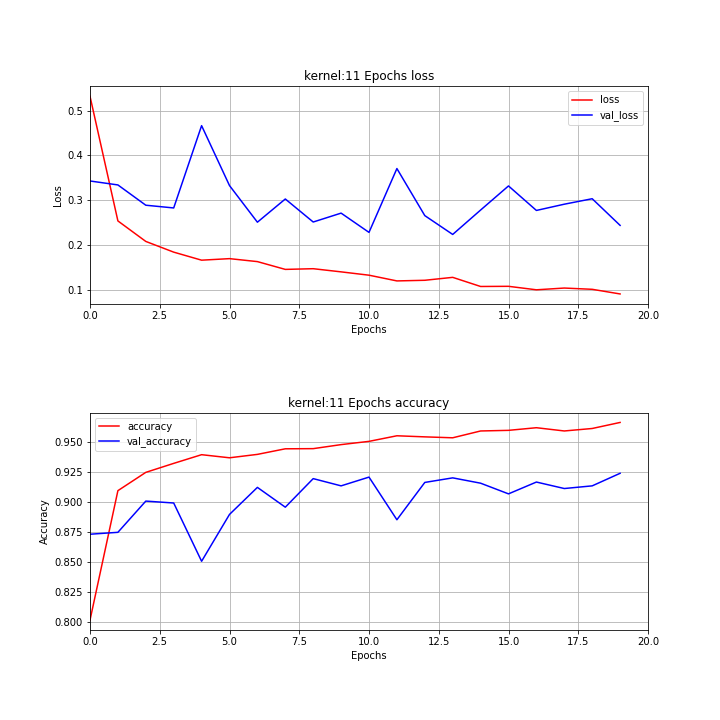 kernel:11 Epochs loss
loss
val_loss
0.5
0.4
0.3
0.2
0.1
Loss
0.0 2.5 5.0 7.5 10.0 12.5 15.0 17.5 20.0
Epochs
kernel:11 Epochs accuracy
accuracy
val_accuracy
0.950
0.925
0.900
0.875
0.850
0.825
0.800
Accuracy
0.0 2.5 5.0 7.5 10.0 12.5 15.0 17.5 20.0
Epochs